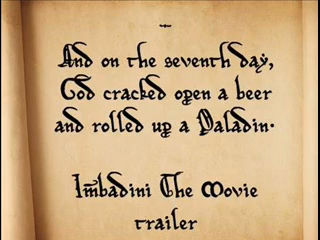 And on the seventh day,
God cracked open a beer
and rolled up a Paladin.
Imbadini The Movie
trailer